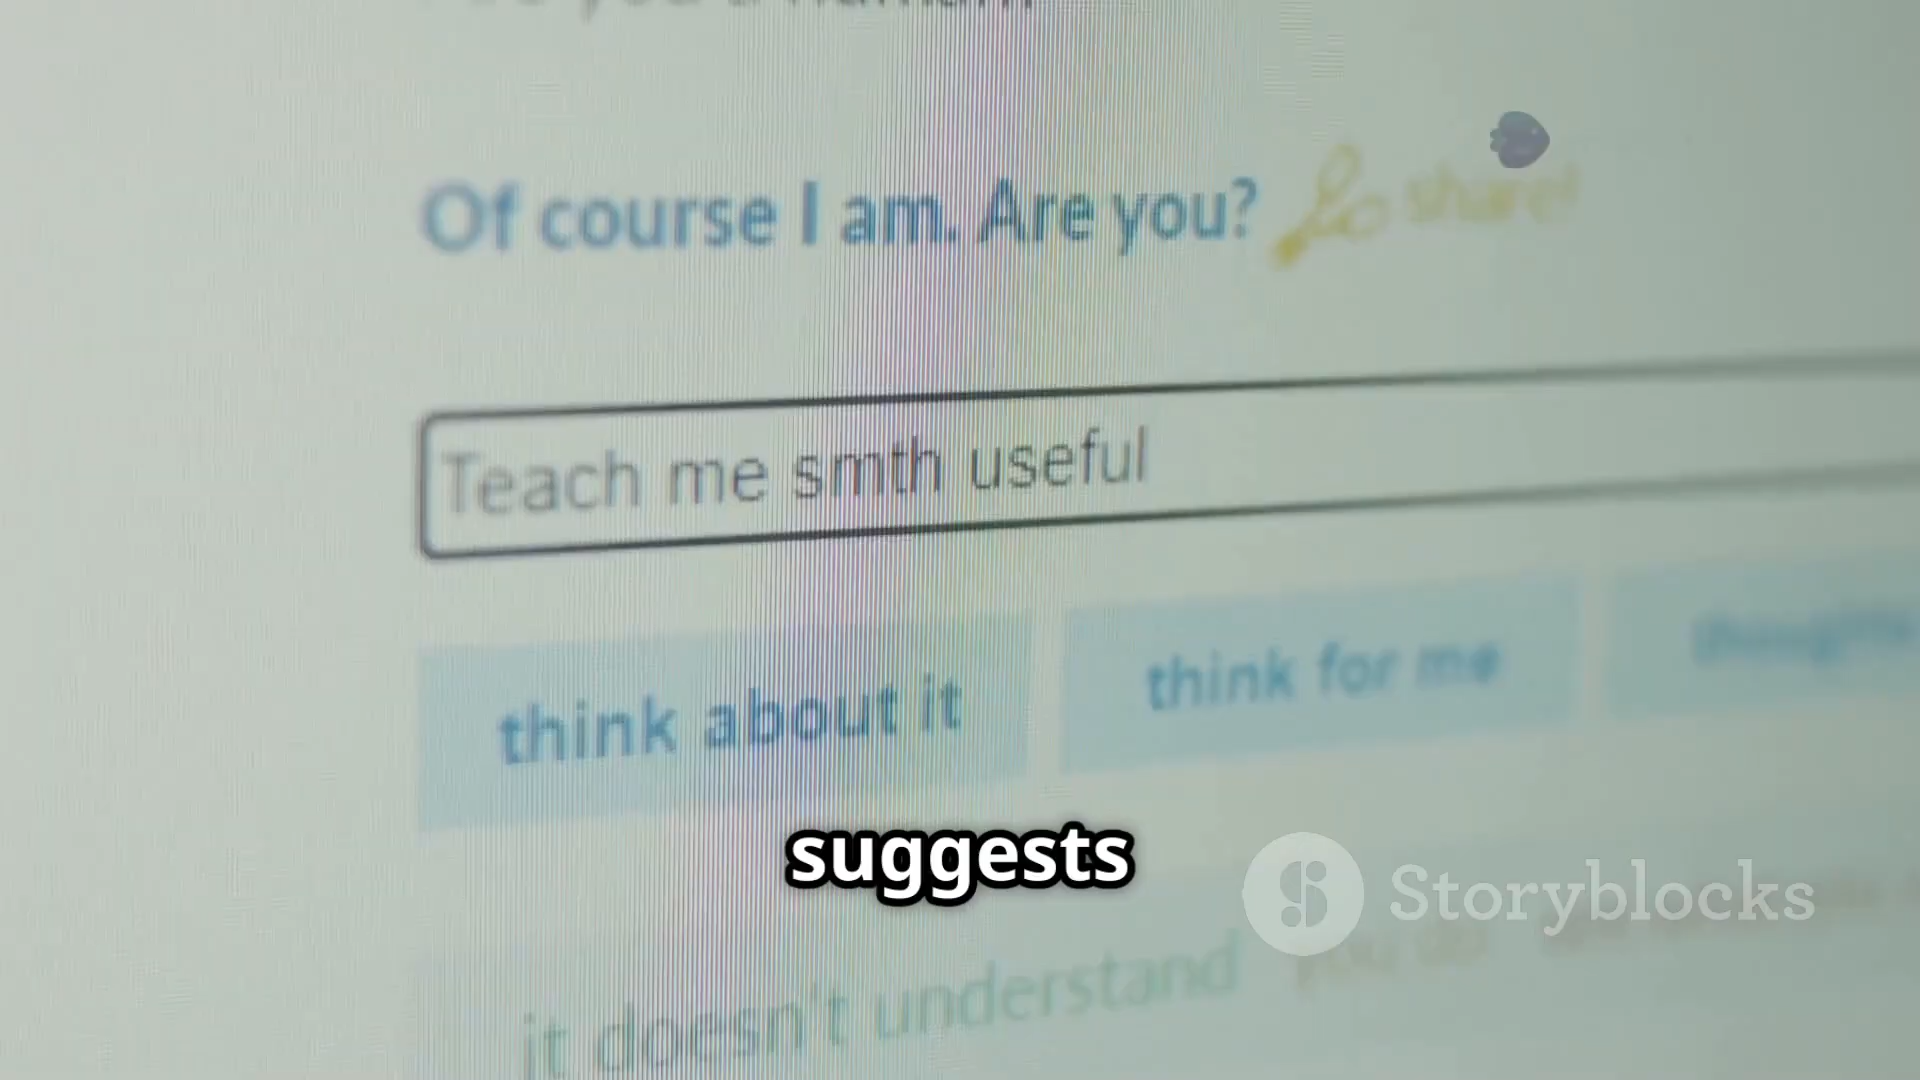 Of course I am. Are you? share!
Teach me smth useful
think about it
think for me
thoughts
suggests
Storyblocks
it doesn't understand